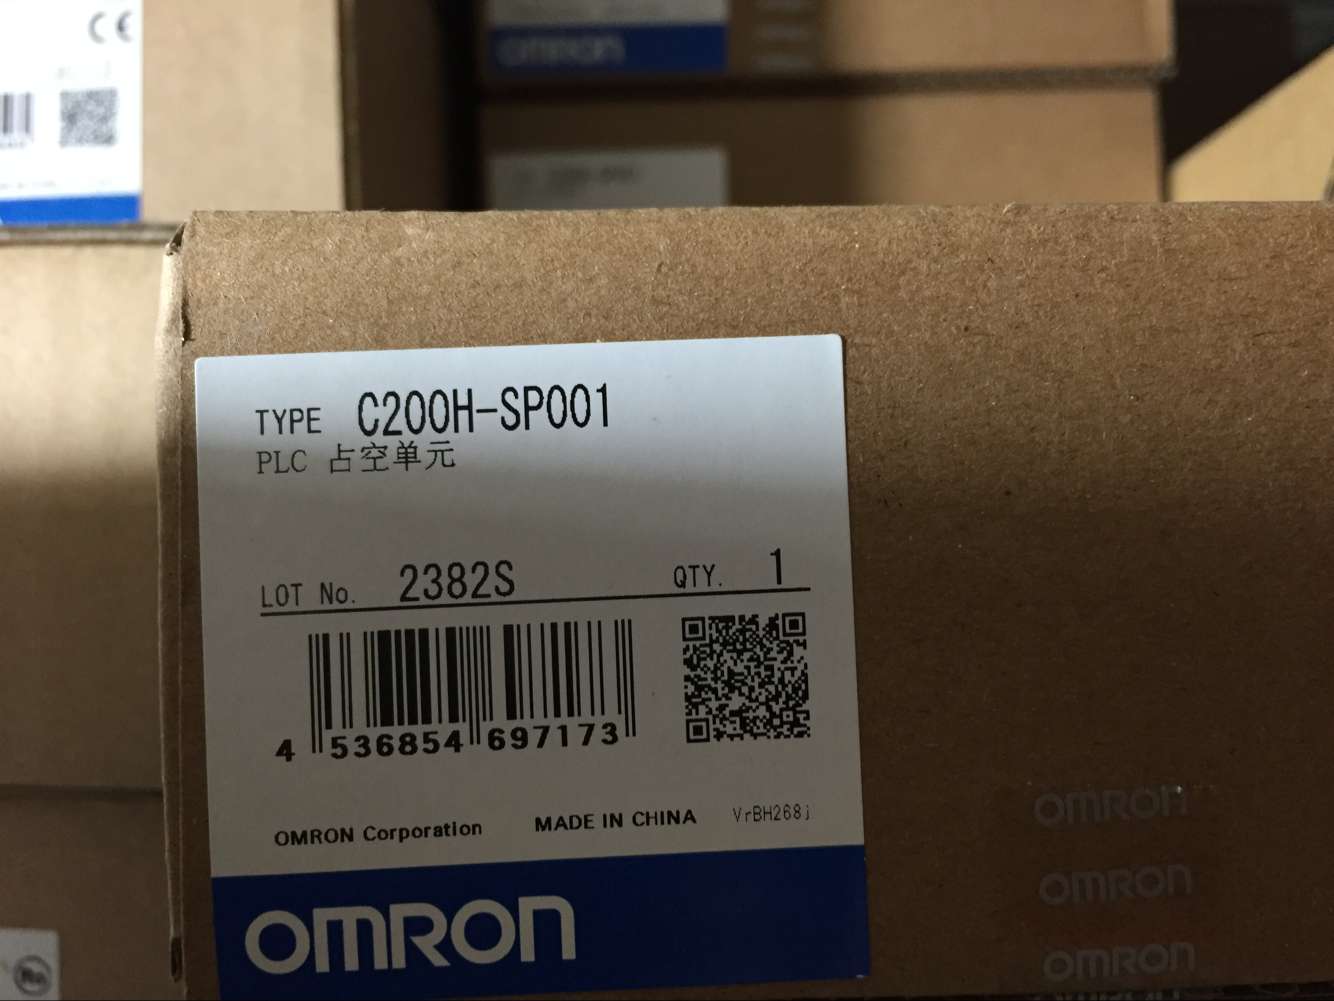 CE
OMRON
TYPE C200H-SP001
PLC 占空单元
LOT No. 2382S QTY. 1
4 536854 697173
OMRON Corporation MADE IN CHINA VrBH268j
OMRON
OMRON
OMRON
OMRON